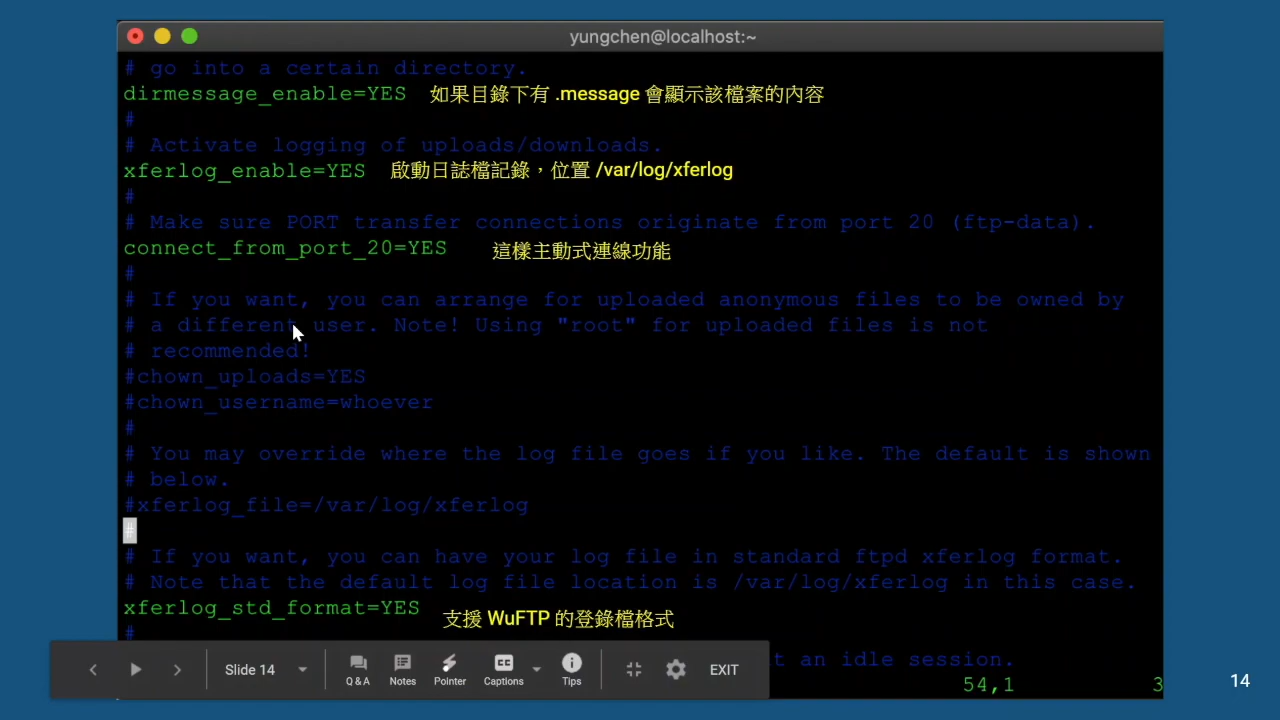 yungchen@localhost:~
# go into a certain directory.
dirmessage_enable=YES 如果目錄下有 .message 會顯示該檔案的內容
#
# Activate logging of uploads/downloads.
xferlog_enable=YES 啟動日誌檔記錄，位置 /var/log/xferlog
#
# Make sure PORT transfer connections originate from port 20 (ftp-data).
connect_from_port_20=YES 這樣主動式連線功能
#
# If you want, you can arrange for uploaded anonymous files to be owned by
# a different user. Note! Using "root" for uploaded files is not
# recommended!
#chown_uploads=YES
#chown_username=whoever
#
# You may override where the log file goes if you like. The default is shown
# below.
#xferlog_file=/var/log/xferlog
#
# If you want, you can have your log file in standard ftpd xferlog format.
# Note that the default log file location is /var/log/xferlog in this case.
xferlog_std_format=YES 支援 WuFTP 的登錄檔格式
#
t an idle session.
54,1 3
Slide 14
Q & A
Notes
Pointer
CC
Captions
Tips
EXIT
14